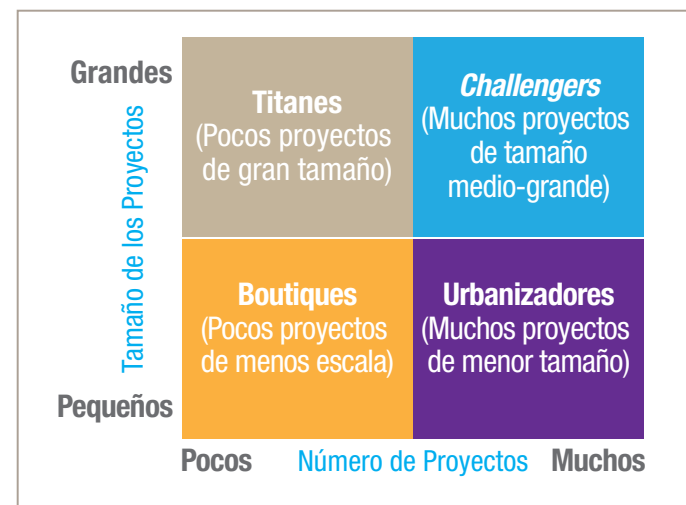 Grandes
Tamaño de los Proyectos
Pequeños
Titanes
(Pocos proyectos
de gran tamaño)
Challengers
(Muchos proyectos
de tamaño
medio-grande)
Boutiques
(Pocos proyectos
de menos escala)
Urbanizadores
(Muchos proyectos
de menor tamaño)
Pocos
Número de Proyectos
Muchos